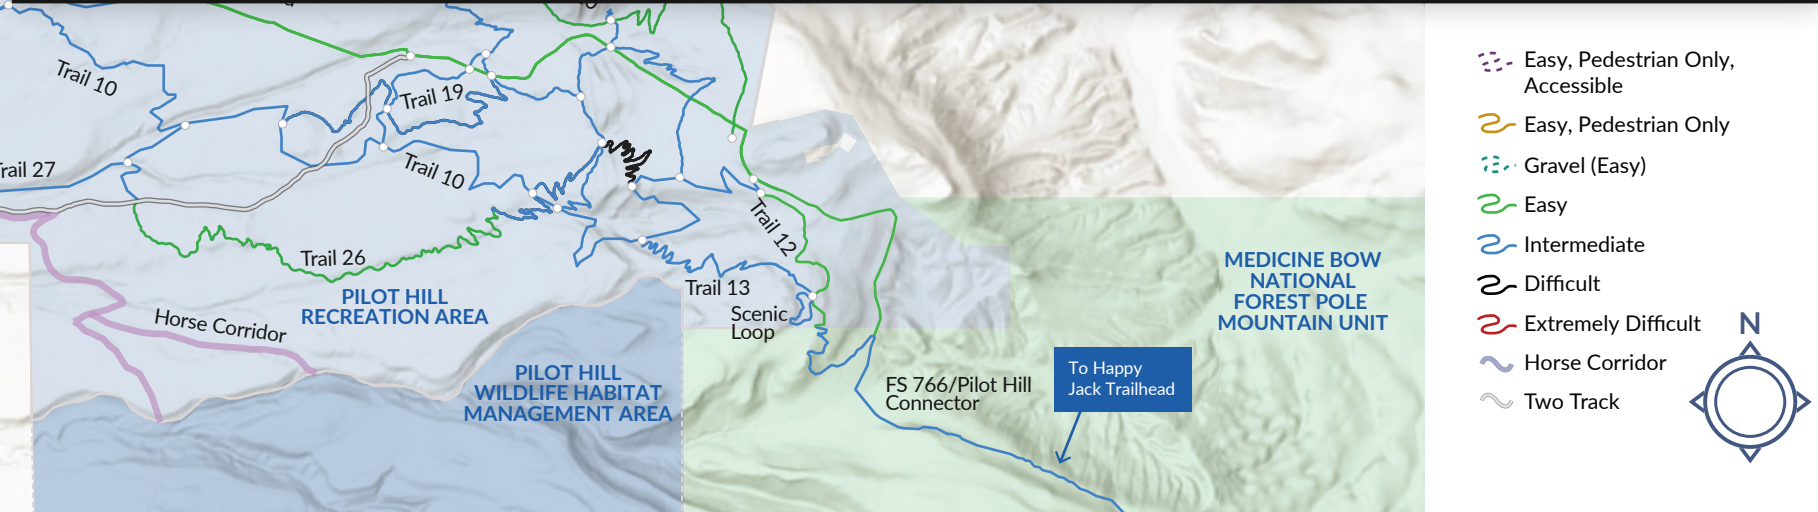 Trail 10
Trail 19
Trail 27
Trail 10
Trail 26
Trail 12
PILOT HILL
RECREATION AREA
Horse Corridor
Trail 13
Scenic
Loop
PILOT HILL
WILDLIFE HABITAT
MANAGEMENT AREA
FS 766/Pilot Hill
Connector
To Happy
Jack Trailhead
MEDICINE BOW
NATIONAL
FOREST POLE
MOUNTAIN UNIT
Easy, Pedestrian Only,
Accessible
Easy, Pedestrian Only
Gravel (Easy)
Easy
Intermediate
Difficult
Extremely Difficult
Horse Corridor
Two Track
N